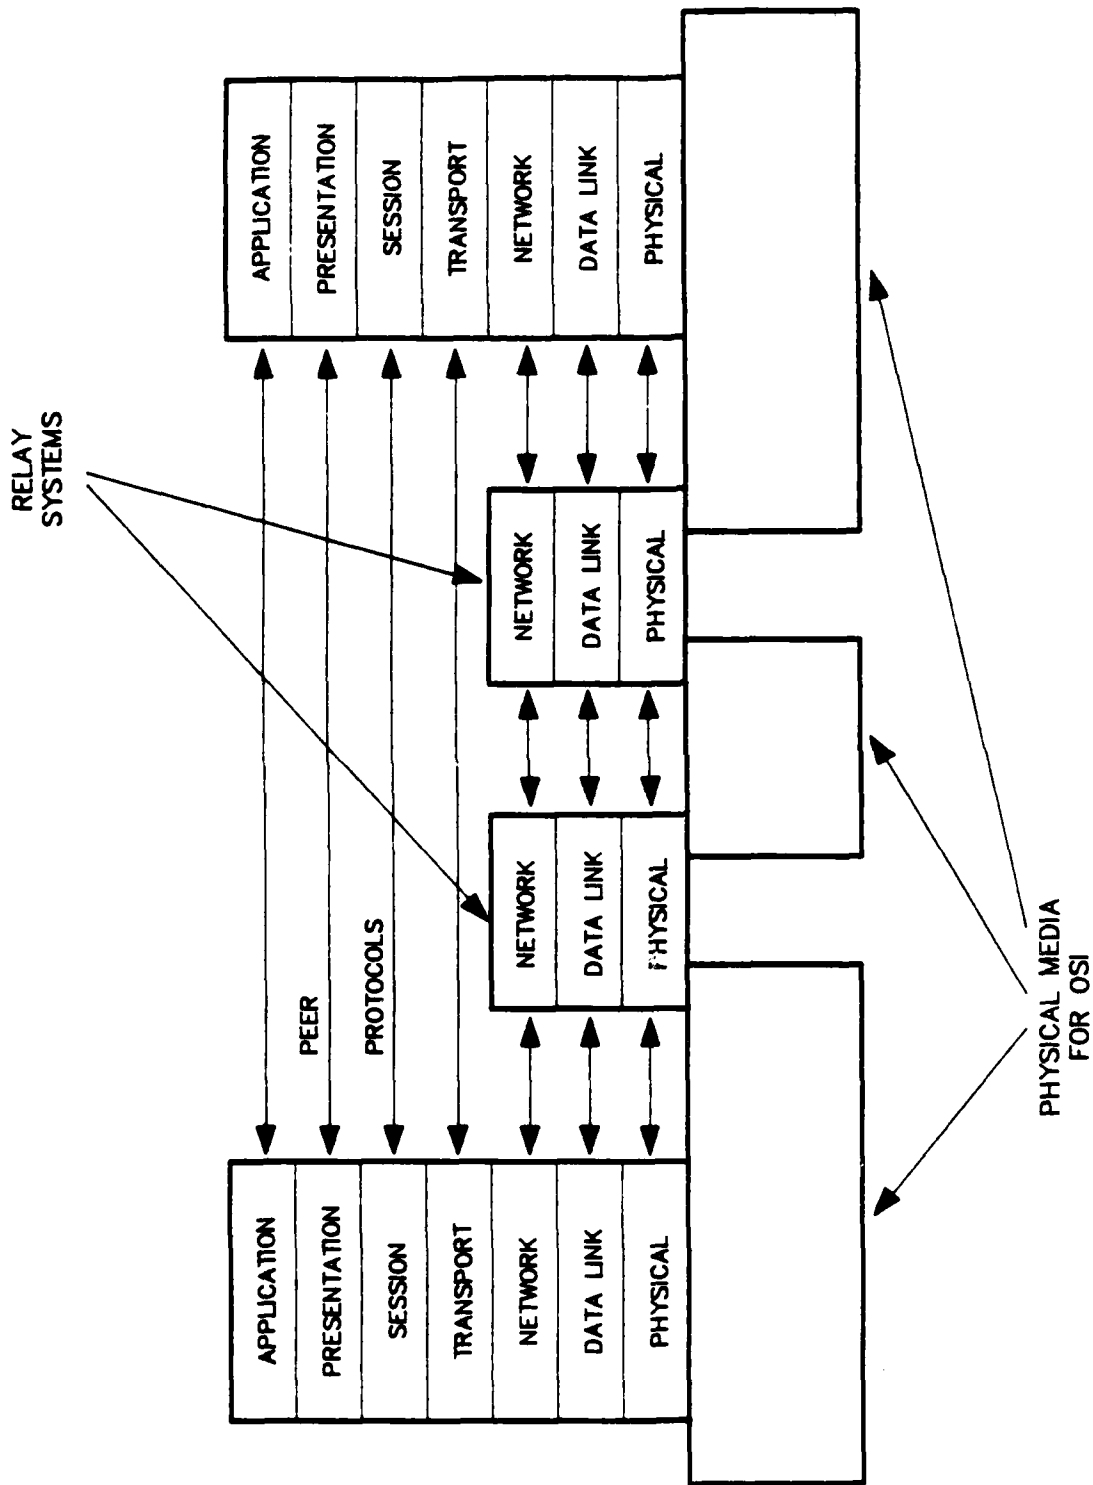 RELAY
SYSTEMS
APPLICATION
PRESENTATION
SESSION
TRANSPORT
NETWORK
DATA LINK
PHYSICAL
PEER
PROTOCOLS
NETWORK
DATA LINK
PHYSICAL
NETWORK
DATA LINK
PHYSICAL
APPLICATION
PRESENTATION
SESSION
TRANSPORT
NETWORK
DATA LINK
PHYSICAL
PHYSICAL MEDIA
FOR OSI